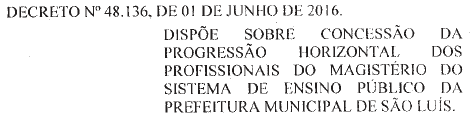 DECRETO Nº 48.136, DE 01 DE JUNHO DE 2016.
DISPÕE SOBRE CONCESSÃO DA
PROGRESSÃO HORIZONTAL DOS
PROFISSIONAIS DO MAGISTÉRIO DO
SISTEMA DE ENSINO PÚBLICO DA
PREFEITURA MUNICIPAL DE SÃO LUÍS.